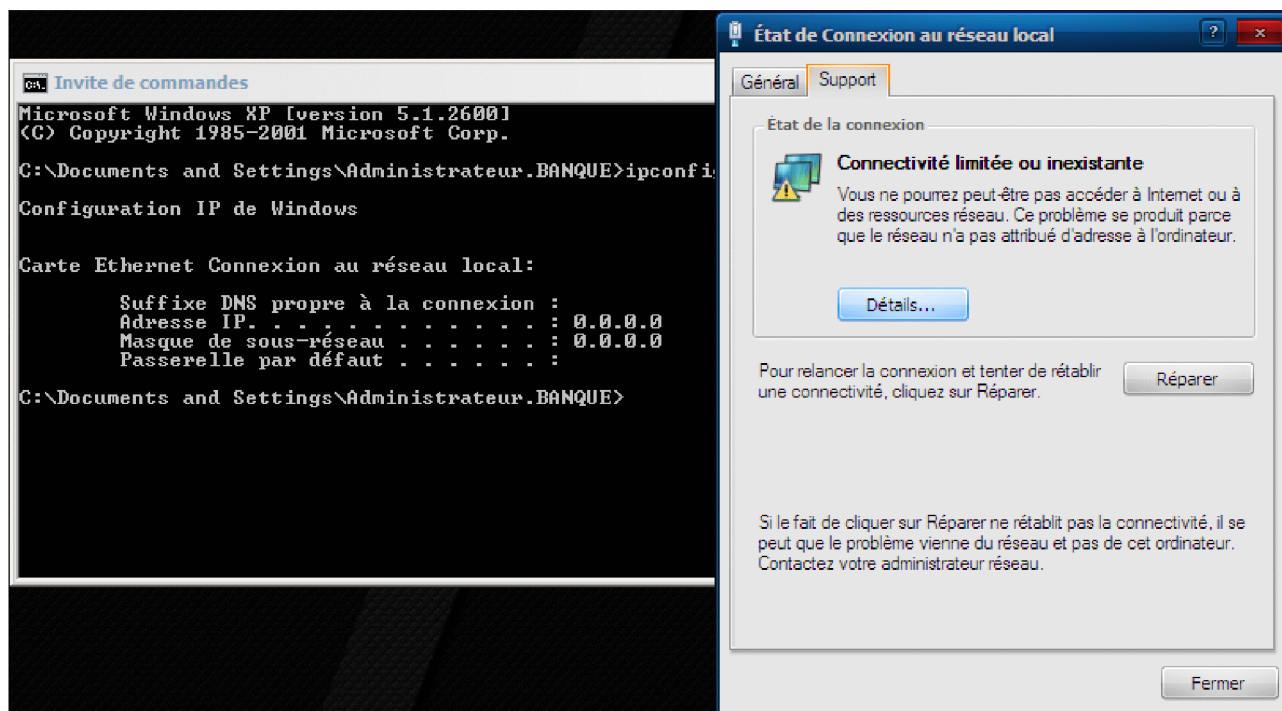 Invite de commandes
Microsoft Windows XP [version 5.1.2600]
(C) Copyright 1985-2001 Microsoft Corp.
C:\Documents and Settings\Administrateur.BANQUE>ipconfi
Configuration IP de Windows
Carte Ethernet Connexion au réseau local:
Suffixe DNS propre à la connexion :
Adresse IP. . . . . . . . . . . . : 0.0.0.0
Masque de sous-réseau . . . . . . : 0.0.0.0
Passerelle par défaut . . . . . . :
C:\Documents and Settings\Administrateur.BANQUE>
État de Connexion au réseau local
Général
Support
État de la connexion
Connectivité limitée ou inexistante
Vous ne pourrez peut-être pas accéder à Internet ou à
des ressources réseau. Ce problème se produit parce
que le réseau n'a pas attribué d'adresse à l'ordinateur.
Détails...
Pour relancer la connexion et tenter de rétablir
une connectivité, cliquez sur Réparer.
Réparer
Si le fait de cliquer sur Réparer ne rétablit pas la connectivité, il se
peut que le problème vienne du réseau et pas de cet ordinateur.
Contactez votre administrateur réseau.
Fermer